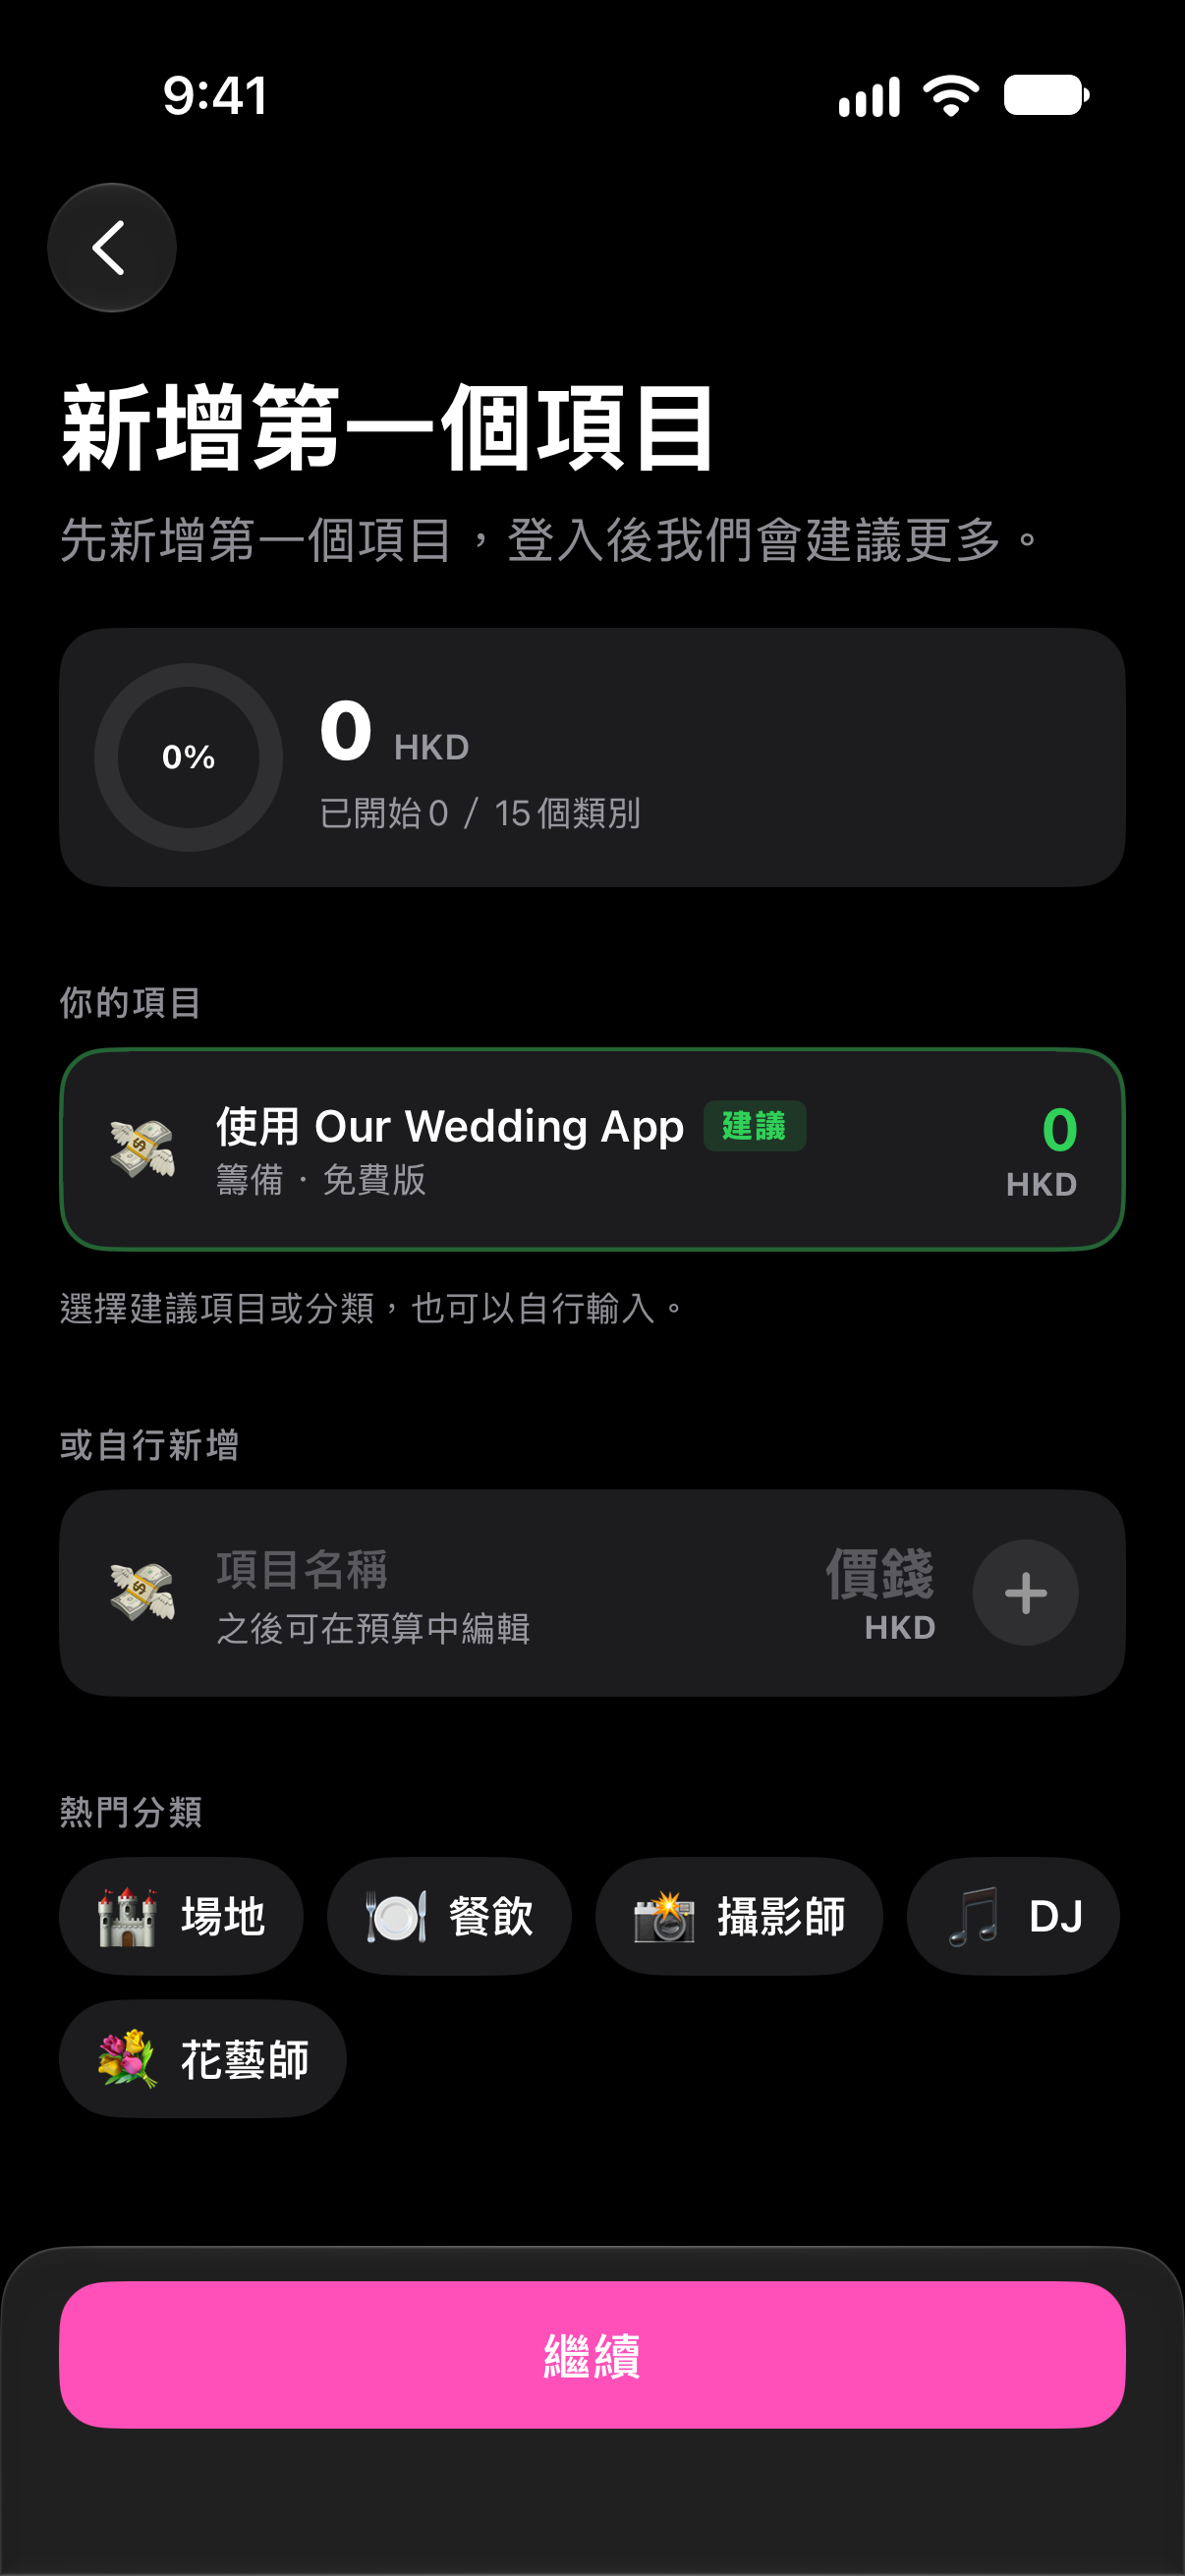 9:41
新增第一個項目
先新增第一個項目，登入後我們會建議更多。
0%
0 HKD
已開始 0 / 15 個類別
你的項目
使用 Our Wedding App 建議
籌備 · 免費版
0
HKD
選擇建議項目或分類，也可以自行輸入。
或自行新增
項目名稱
之後可在預算中編輯
價錢
HKD
熱門分類
場地 餐飲 攝影師 DJ
花藝師
繼續